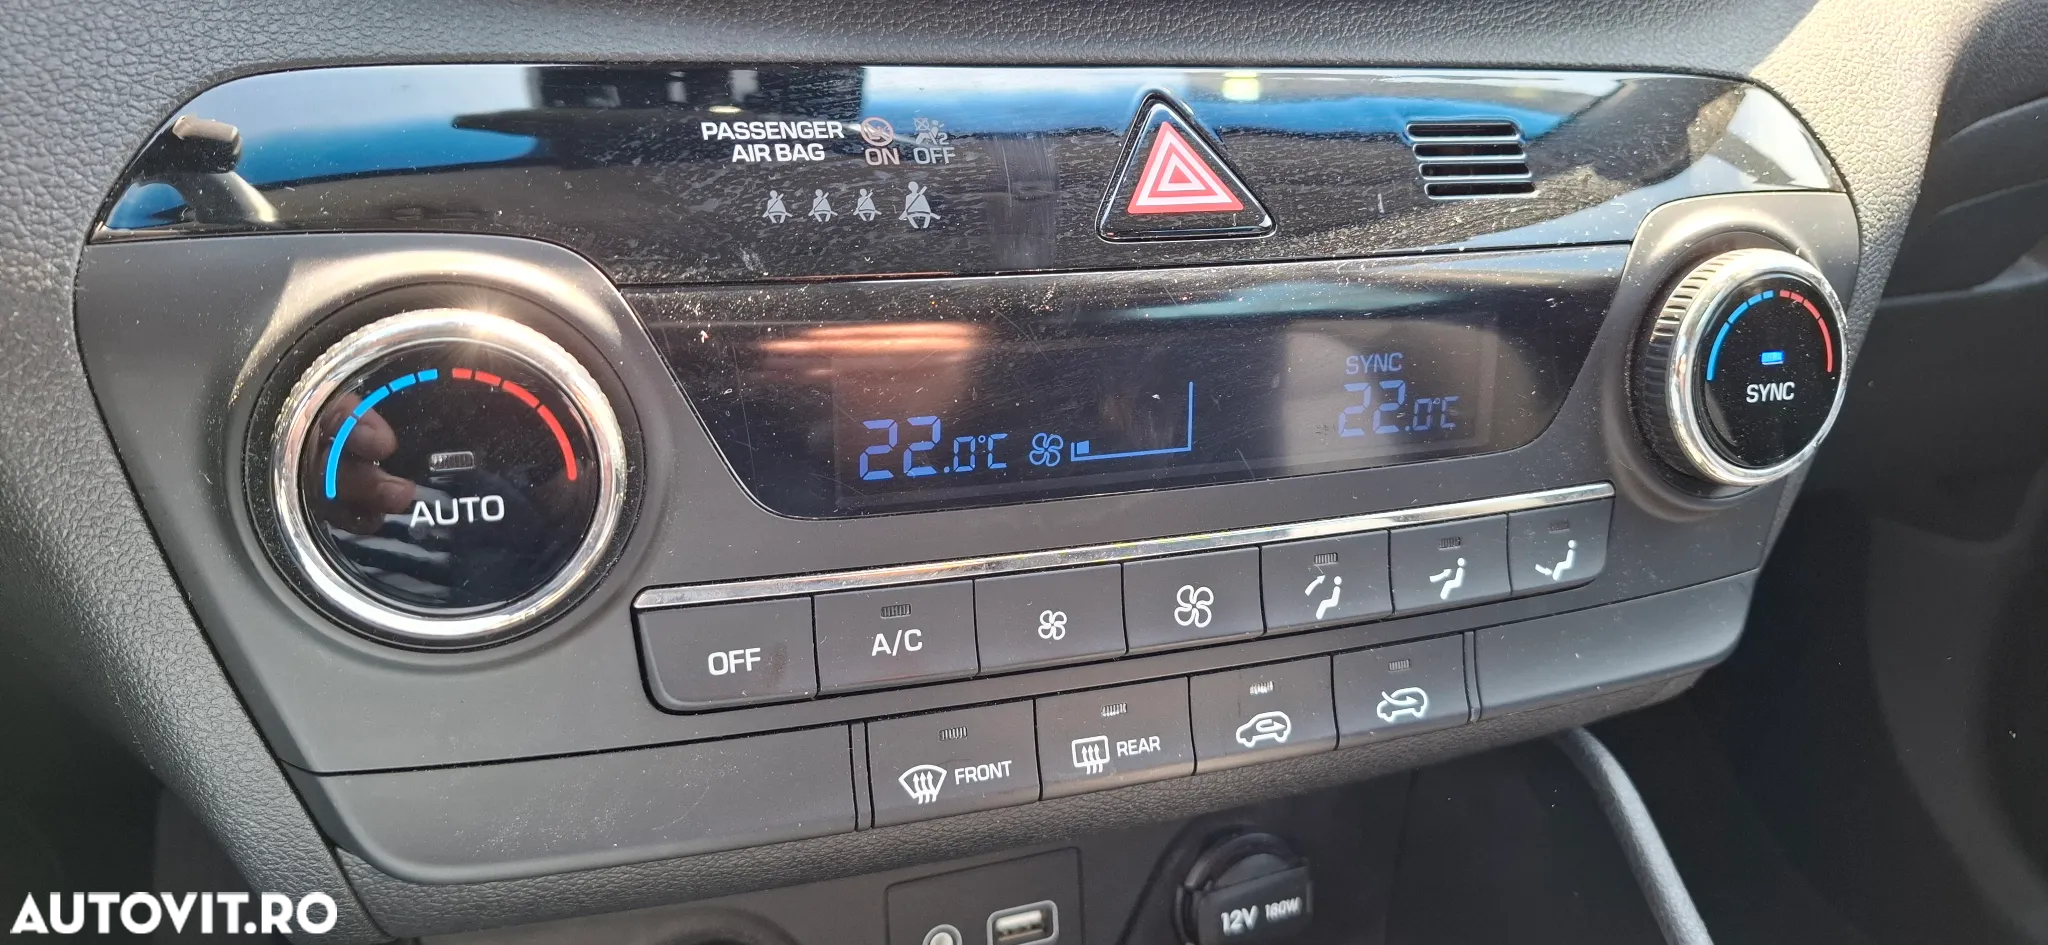 PASSENGER
AIR BAG
ON
OFF
2
SYNC
22.0°C
22.0°C
SYNC
AUTO
OFF
A/C
FRONT
REAR
12V 180W
AUTOVIT.RO